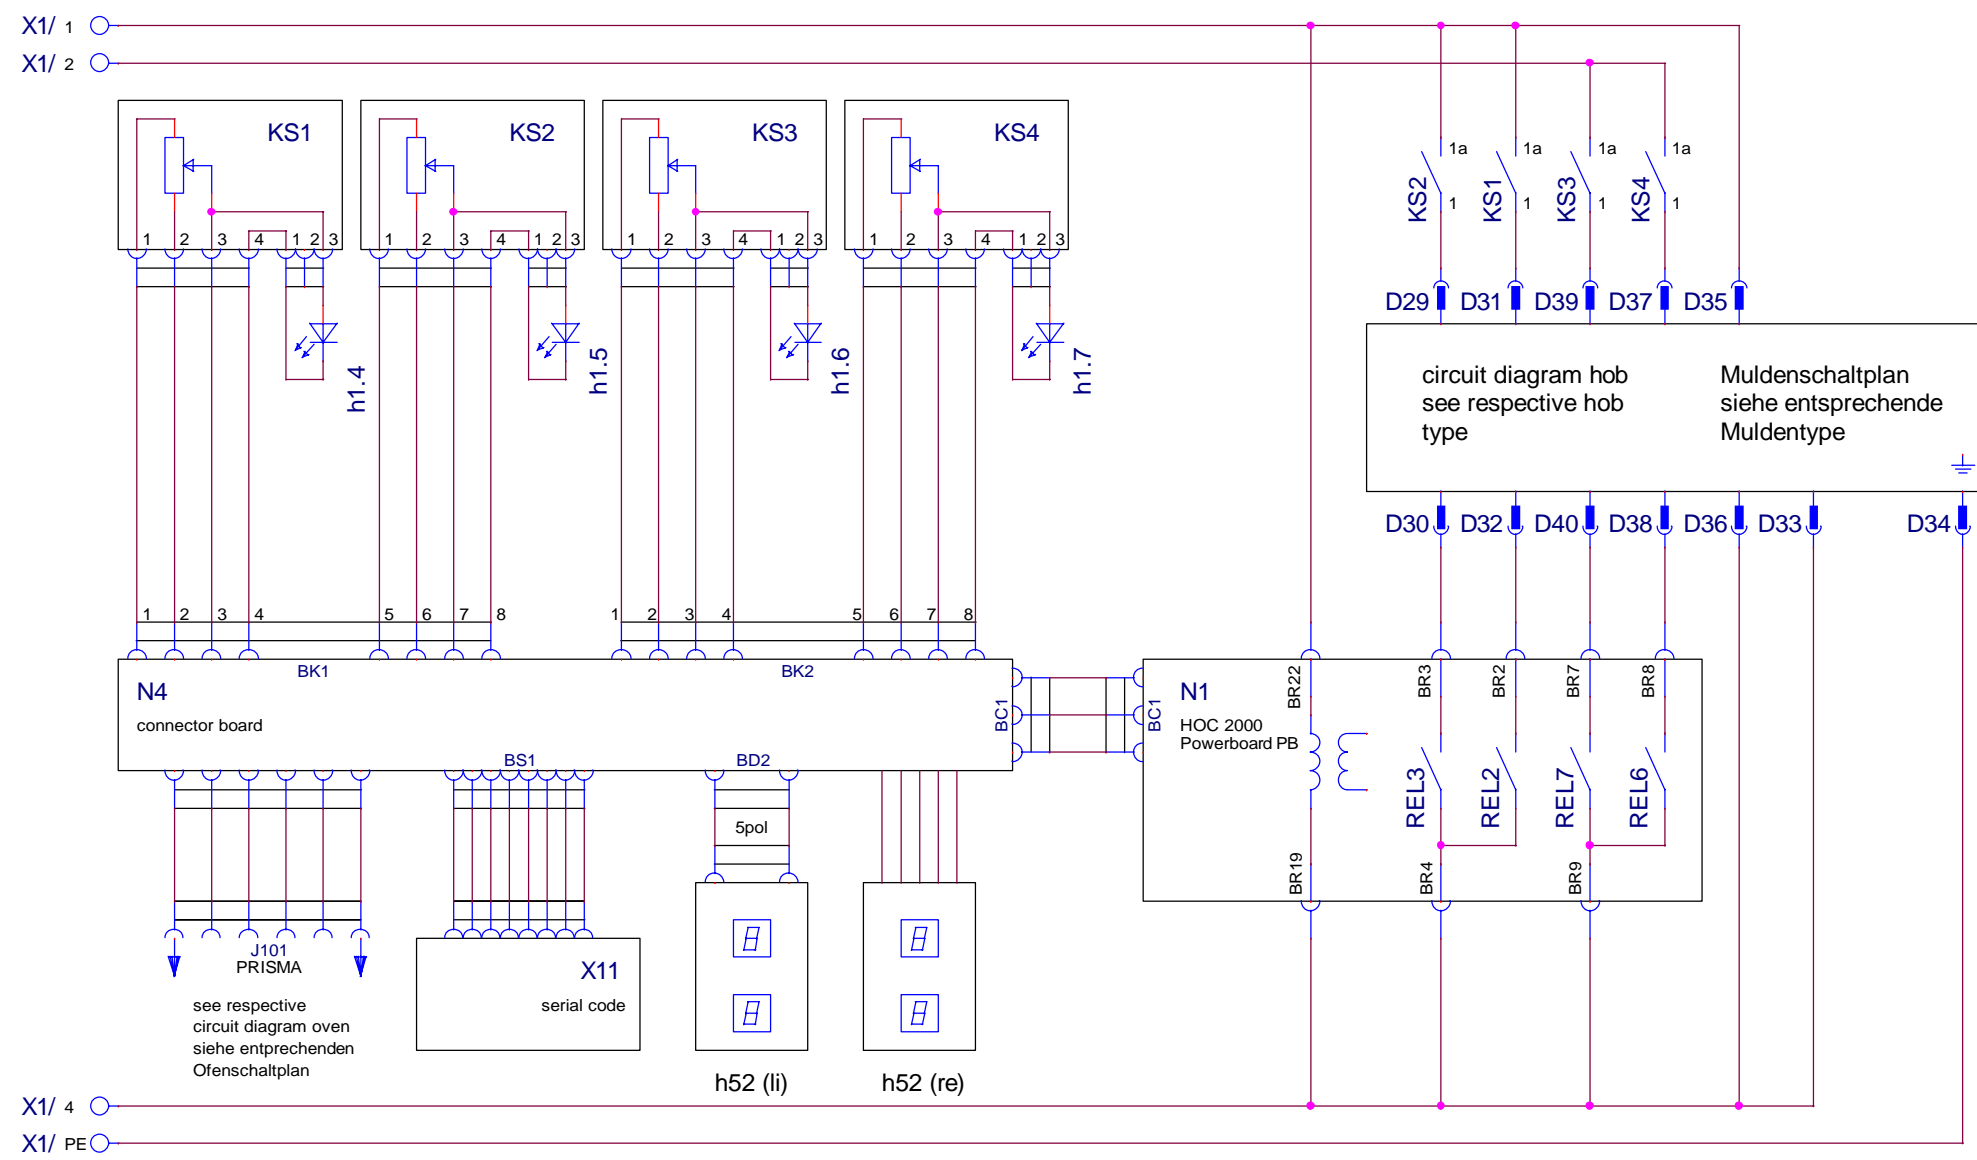 X1/ 1
X1/ 2
KS1
KS2
KS3
KS4
1 2 3 4 1 2 3
1 2 3 4 1 2 3
1 2 3 4 1 2 3
1 2 3 4 1 2 3
h1.4
h1.5
h1.6
h1.7
KS2 1a 1
KS1 1a 1
KS3 1a 1
KS4 1a 1
D29 D31 D39 D37 D35
circuit diagram hob
see respective hob
type
Muldenschaltplan
siehe entsprechende
Muldentype
D30 D32 D40 D38 D36 D33 D34
1 2 3 4 5 6 7 8
1 2 3 4 5 6 7 8
BK1
BK2
N4
connector board
BC1
BS1
BD2
BC1
N1
HOC 2000
Powerboard PB
BR22 BR3 BR2 BR7 BR8
REL3 REL2 REL7 REL6
BR19 BR4 BR9
5pol
J101
PRISMA
see respective
circuit diagram oven
siehe entprechenden
Ofenschaltplan
X11
serial code
8
8
8
8
h52 (li)
h52 (re)
X1/ 4
X1/ PE